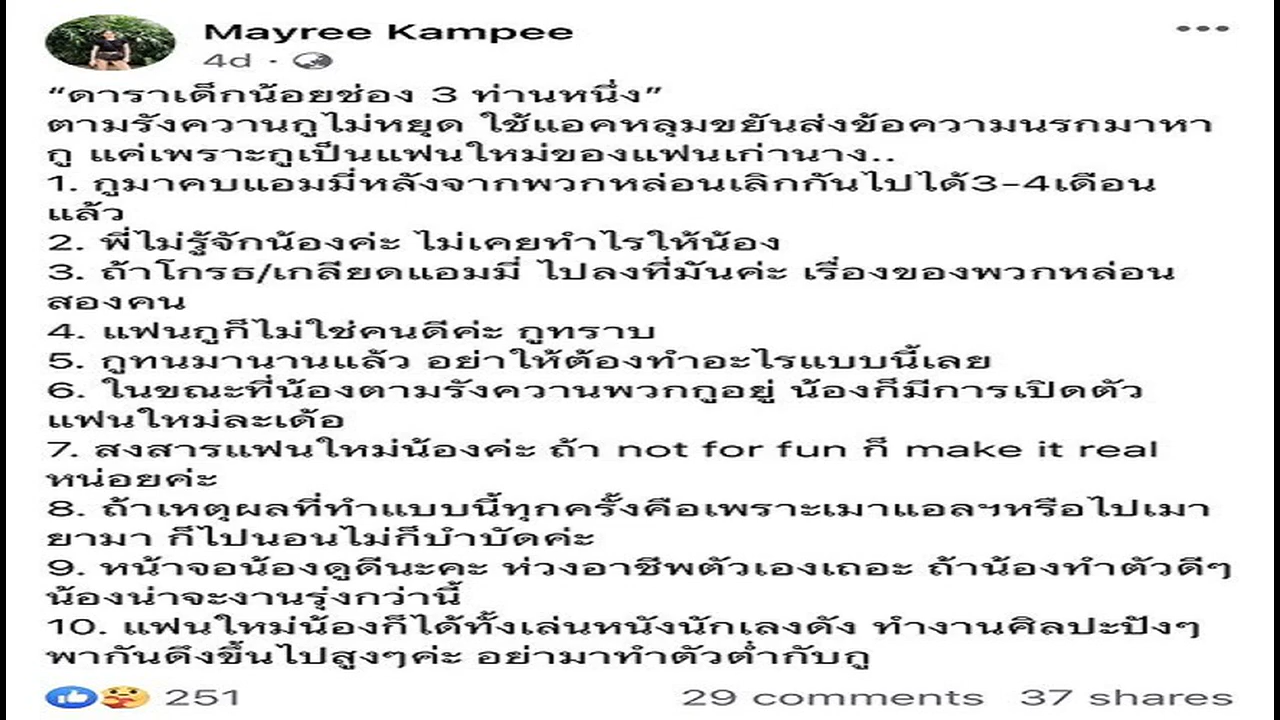 Mayree Kampee
4d ·
“ดาราเด็กน้อยช่อง 3 ท่านหนึ่ง”
ตามรังควานกูไม่หยุด ใช้แอคหลุมขยันส่งข้อความนรกมาหา
กู แค่เพราะกูเป็นแฟนใหม่ของแฟนเก่านาง..
1. กูมาคบแอมมี่หลังจากพวกหล่อนเลิกกันไปได้3-4เดือน
แล้ว
2. พี่ไม่รู้จักน้องค่ะ ไม่เคยทำไรให้น้อง
3. ถ้าโกรธ/เกลียดแอมมี่ ไปลงที่มันค่ะ เรื่องของพวกหล่อน
สองคน
4. แฟนกูก็ไม่ใช่คนดีค่ะ กูทราบ
5. กูทนมานานแล้ว อย่าให้ต้องทำอะไรแบบนี้เลย
6. ในขณะที่น้องตามรังควานพวกกูอยู่ น้องก็มีการเปิดตัว
แฟนใหม่ละเด้อ
7. สงสารแฟนใหม่น้องค่ะ ถ้า not for fun ก็ make it real
หน่อยค่ะ
8. ถ้าเหตุผลที่ทำแบบนี้ทุกครั้งคือเพราะเมาแอลฯหรือไปเมา
ยามา ก็ไปนอนไม่ก็บำบัดค่ะ
9. หน้าจอน้องดูดีนะคะ ห่วงอาชีพตัวเองเถอะ ถ้าน้องทำตัวดีๆ
น้องน่าจะงานรุ่งกว่านี้
10. แฟนใหม่น้องก็ได้ทั้งเล่นหนังนักเลงดัง ทำงานศิลปะปังๆ
พากันดึงขึ้นไปสูงๆค่ะ อย่ามาทำตัวต่ำกับกู
251 29 comments 37 shares